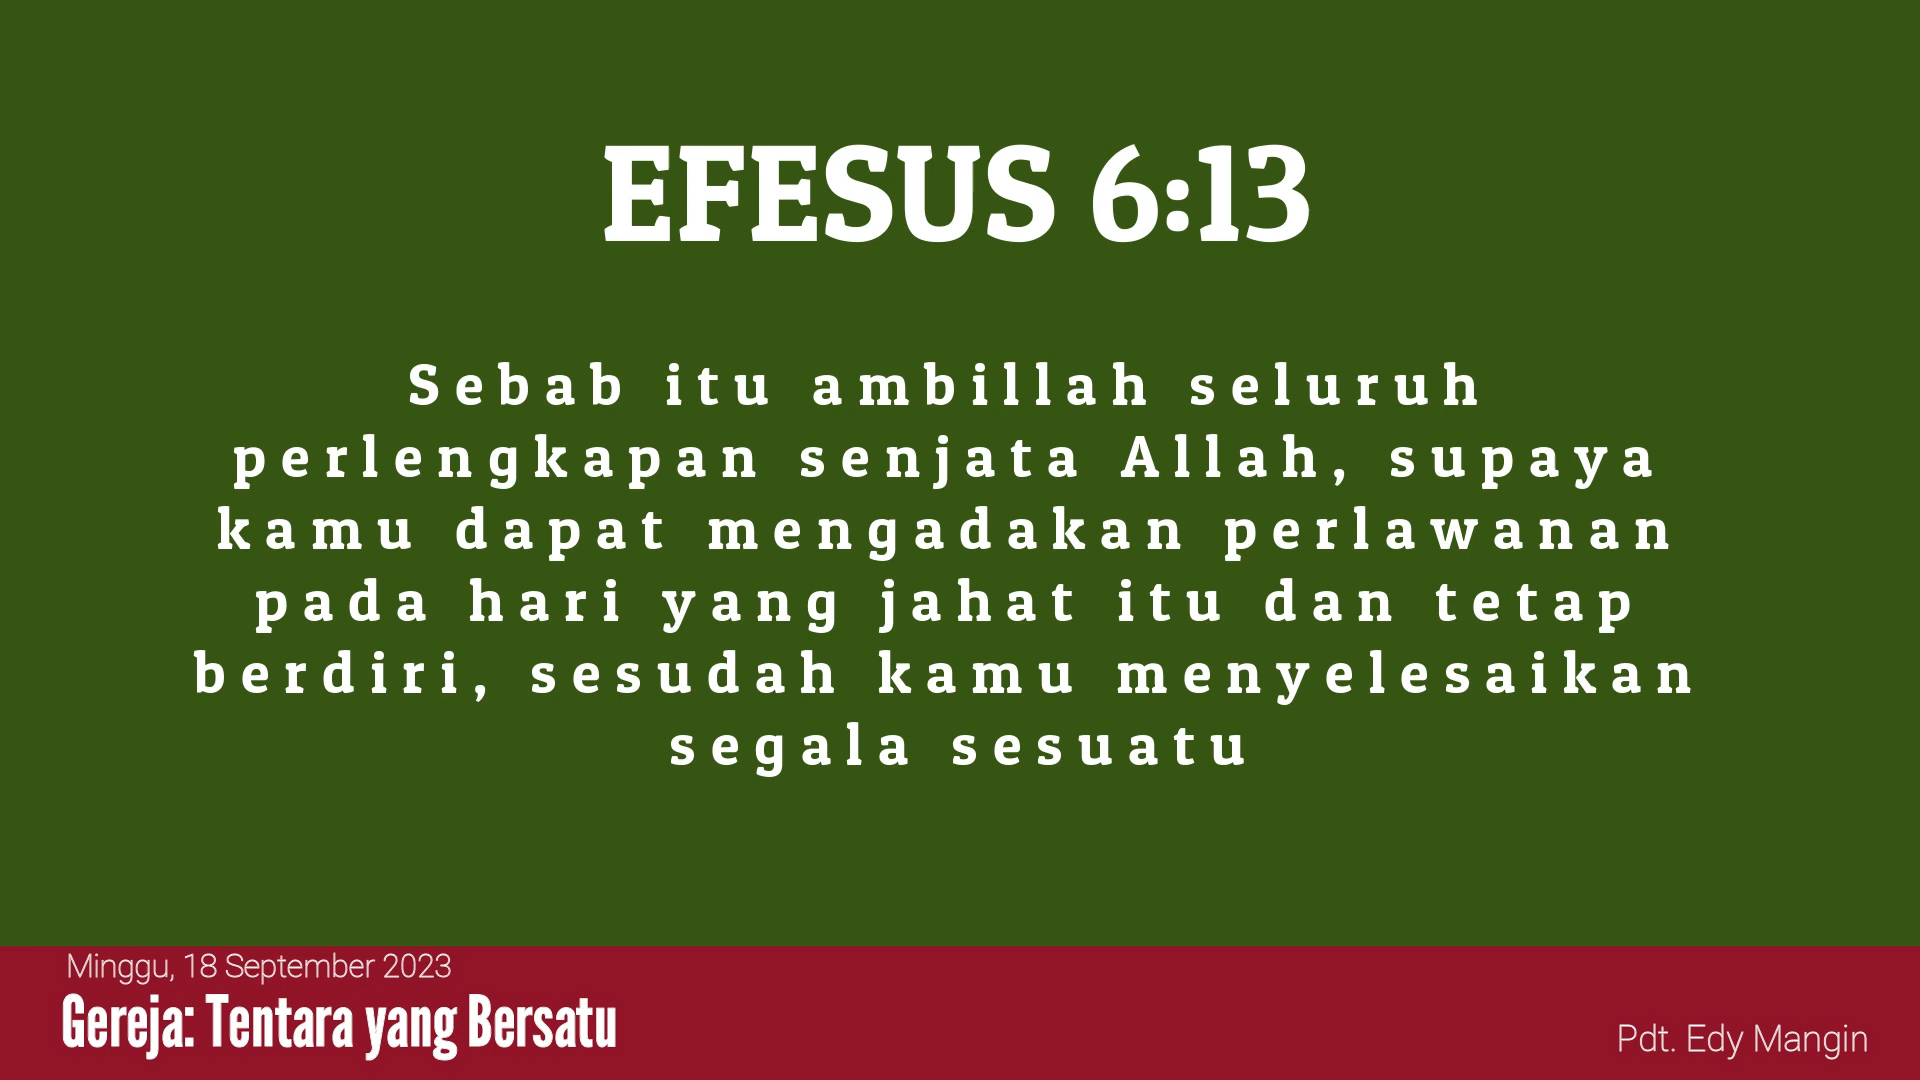 EFESUS 6:13
Sebab itu ambillah seluruh
perlengkapan senjata Allah, supaya
kamu dapat mengadakan perlawanan
pada hari yang jahat itu dan tetap
berdiri, sesudah kamu menyelesaikan
segala sesuatu
Minggu, 18 September 2023
Gereja: Tentara yang Bersatu
Pdt. Edy Mangin